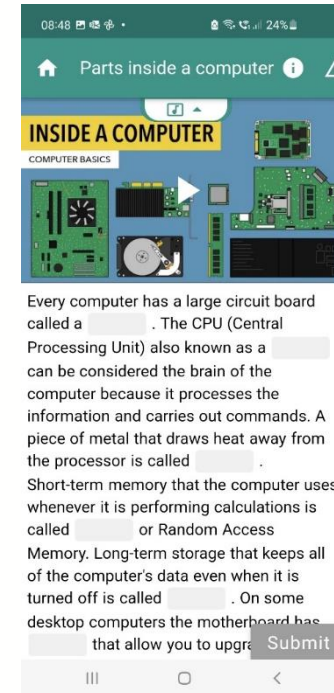 08:48
24%
Parts inside a computer
INSIDE A COMPUTER
COMPUTER BASICS
Every computer has a large circuit board
called a . The CPU (Central
Processing Unit) also known as a
can be considered the brain of the
computer because it processes the
information and carries out commands. A
piece of metal that draws heat away from
the processor is called .
Short-term memory that the computer uses
whenever it is performing calculations is
called or Random Access
Memory. Long-term storage that keeps all
of the computer's data even when it is
turned off is called . On some
desktop computers the motherboard has
that allow you to upgra
Submit